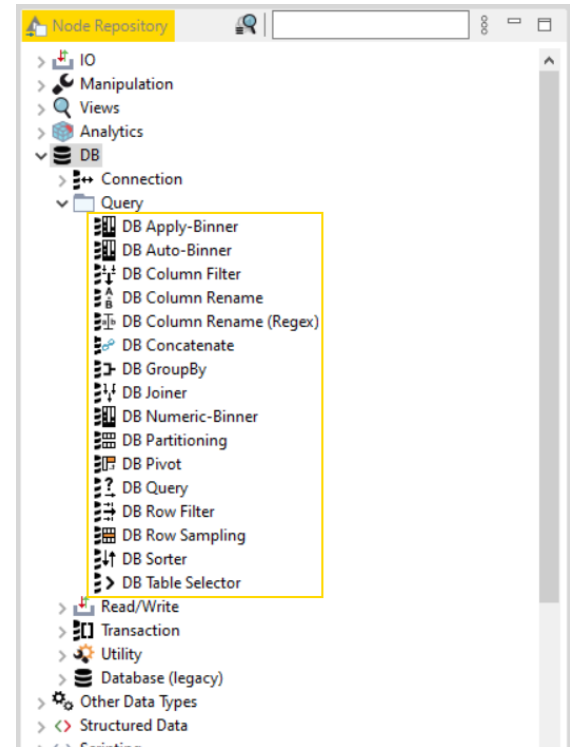 Node Repository
IO
Manipulation
Views
Analytics
DB
Connection
Query
DB Apply-Binner
DB Auto-Binner
DB Column Filter
DB Column Rename
DB Column Rename (Regex)
DB Concatenate
DB GroupBy
DB Joiner
DB Numeric-Binner
DB Partitioning
DB Pivot
DB Query
DB Row Filter
DB Row Sampling
DB Sorter
DB Table Selector
Read/Write
Transaction
Utility
Database (legacy)
Other Data Types
Structured Data
Scripting